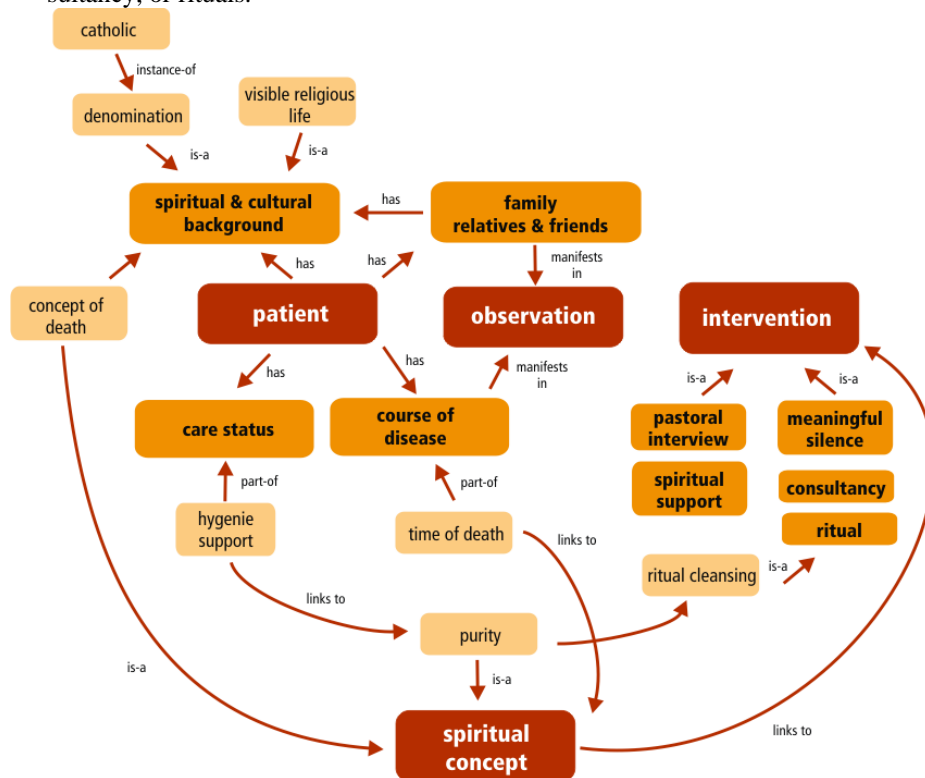 sultancy, or rituals.
catholic
instance-of
denomination
visible religious
life
is-a
is-a
spiritual & cultural
background
has
family
relatives & friends
has
has
manifests
in
concept of
death
patient
observation
intervention
has
has
manifests
in
is-a
is-a
care status
course of
disease
pastoral
interview
meaningful
silence
spiritual
support
consultancy
part-of
part-of
hygenie
support
time of death
links to
ritual
ritual cleansing
is-a
links to
purity
is-a
is-a
spiritual
concept
links to